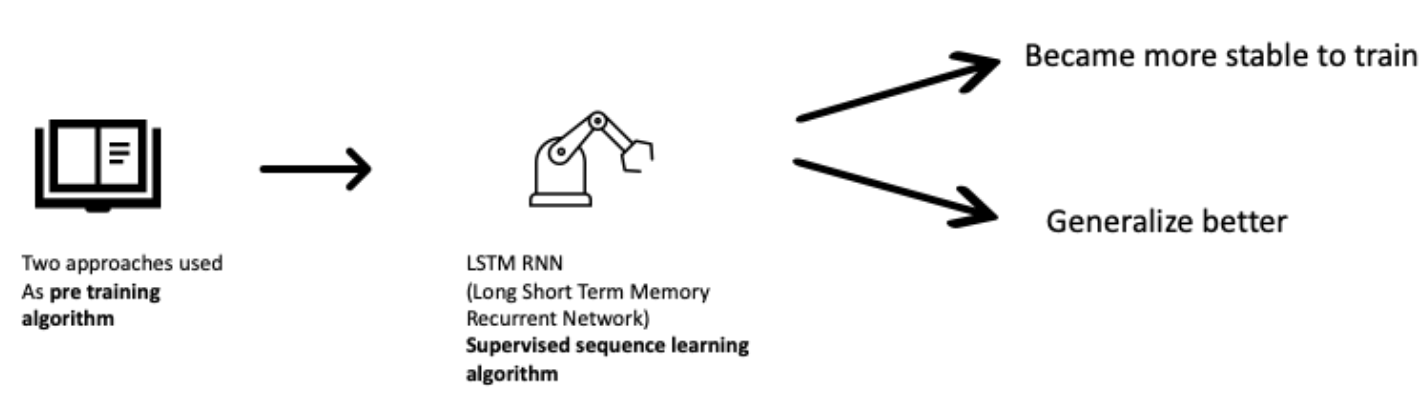 Became more stable to train
Generalize better
Two approaches used
As pre training
algorithm
LSTM RNN
(Long Short Term Memory
Recurrent Network)
Supervised sequence learning
algorithm